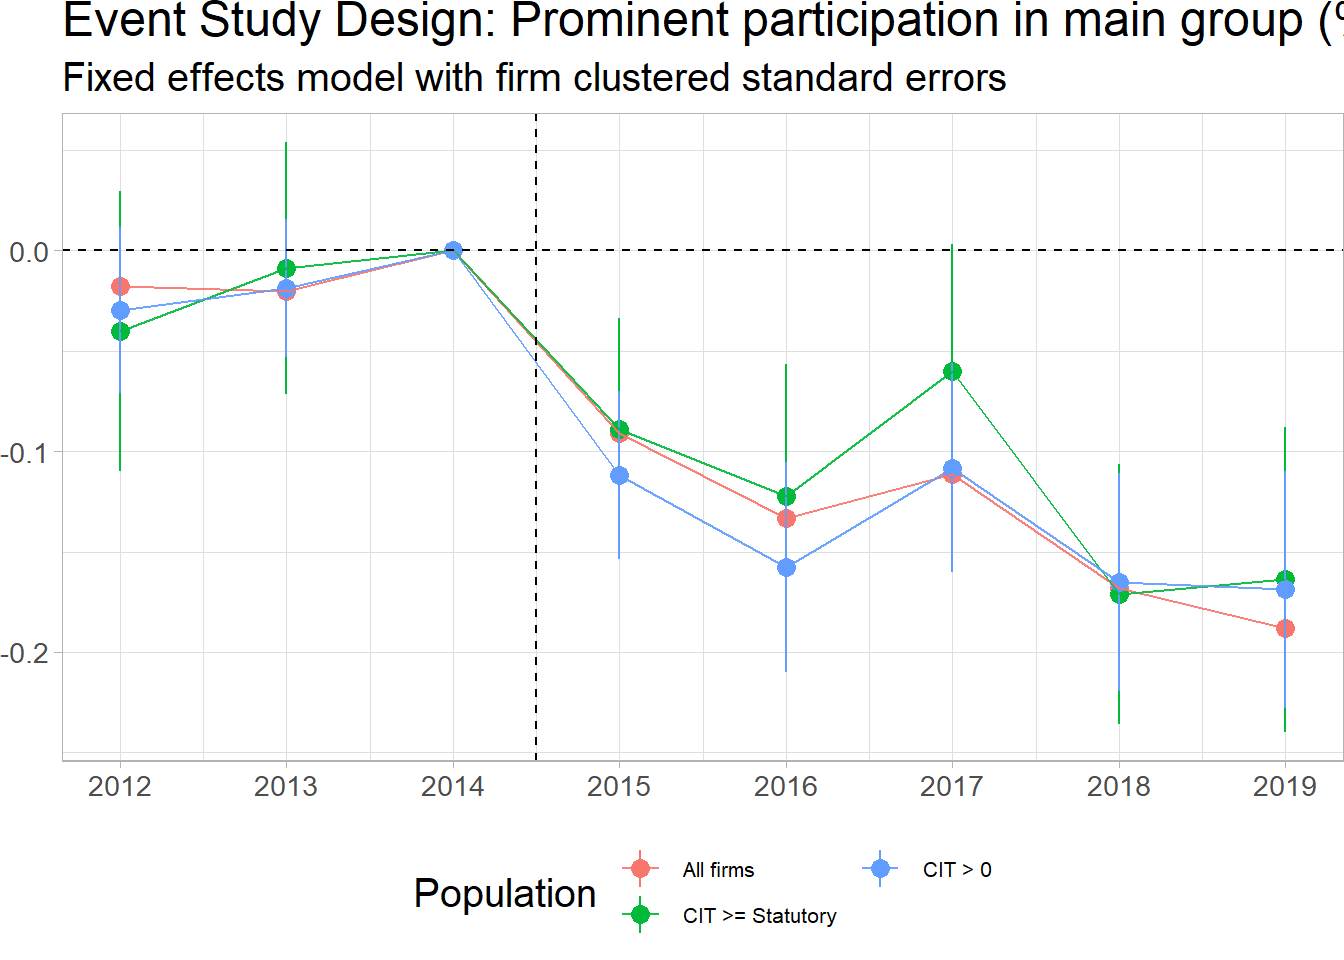 Event Study Design: Prominent participation in main group (%
Fixed effects model with firm clustered standard errors
0.0
-0.1
-0.2
2012 2013 2014 2015 2016 2017 2018 2019
Population
All firms
CIT > 0
CIT >= Statutory